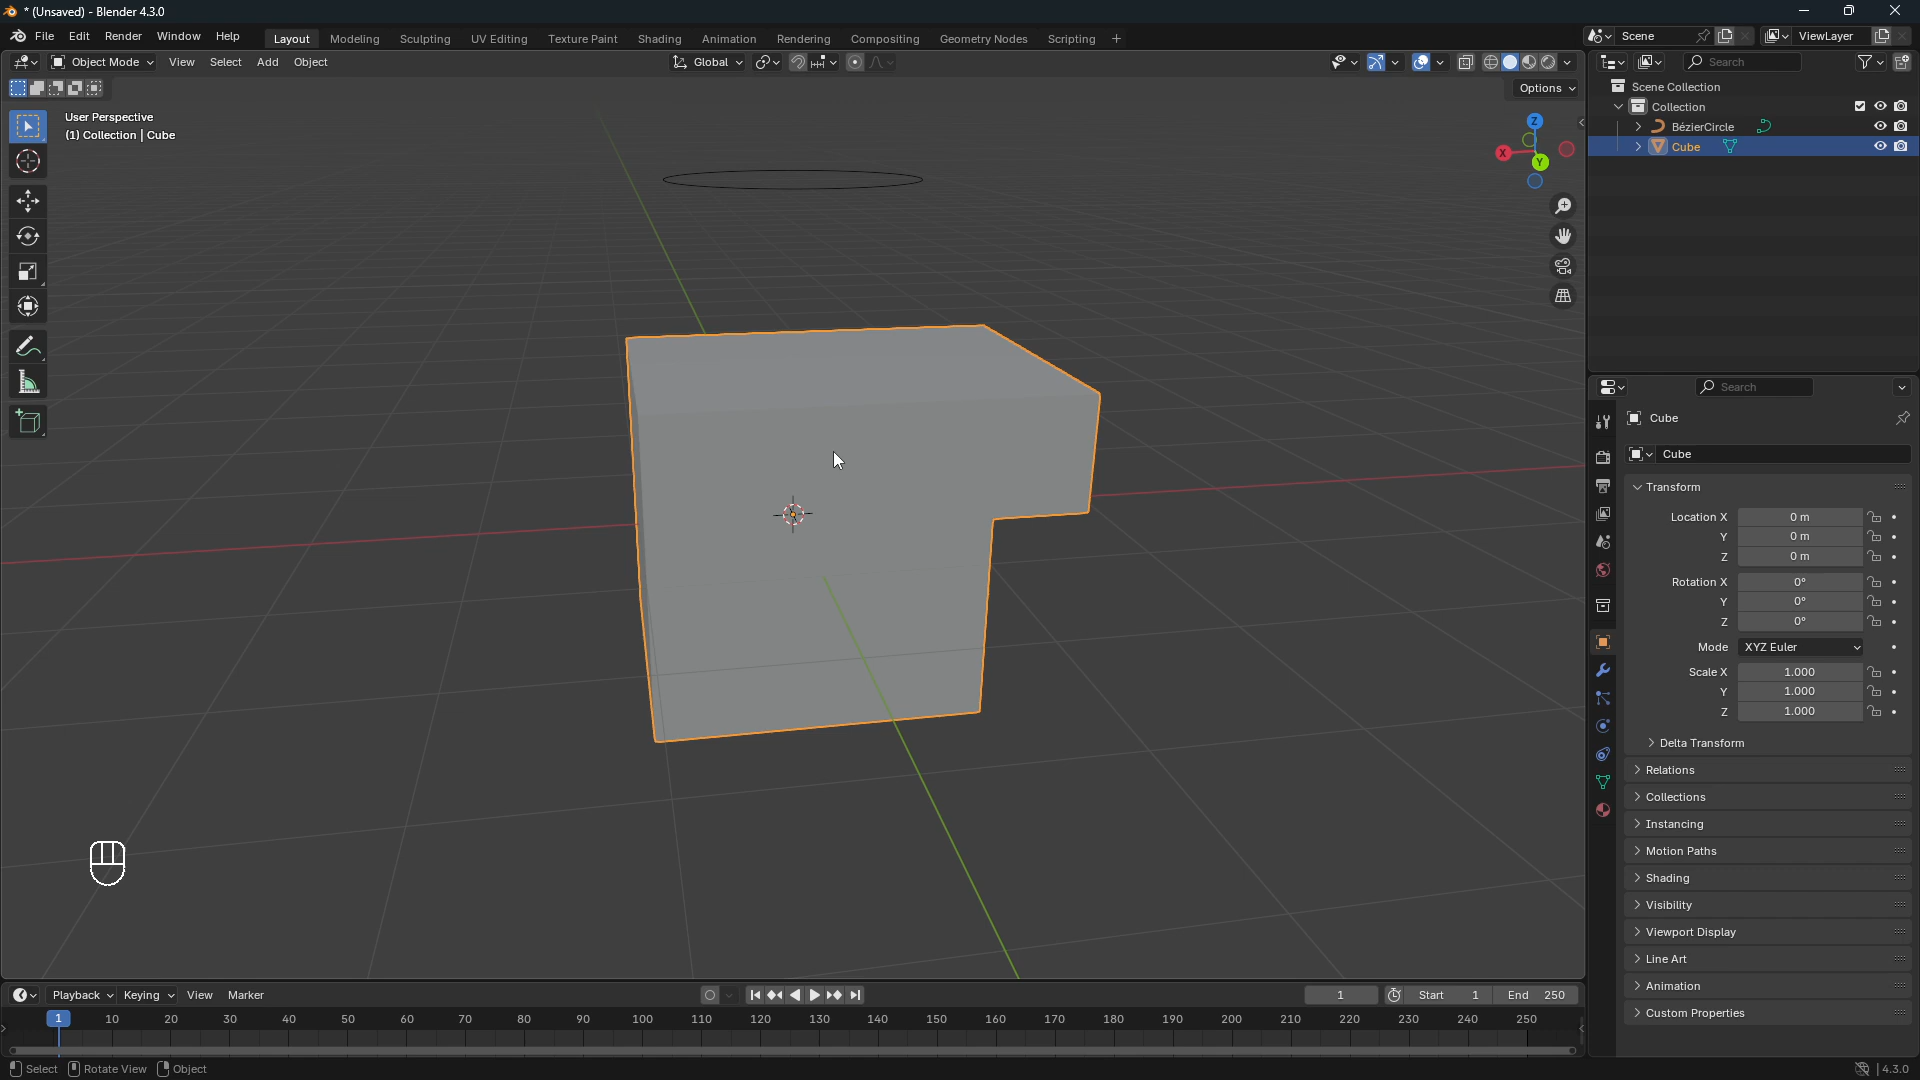 * (Unsaved) - Blender 4.3.0
File Edit Render Window Help Layout Modeling Sculpting UV Editing Texture Paint Shading Animation Rendering Compositing Geometry Nodes Scripting + Scene ViewLayer
Object Mode View Select Add Object Global Search
Options
User Perspective
(1) Collection | Cube
Z
X
Y
Scene Collection
Collection
BézierCircle
Cube
Search
Cube
Cube
Transform
Location X 0 m
Y 0 m
Z 0 m
Rotation X 0°
Y 0°
Z 0°
Mode XYZ Euler
Scale X 1.000
Y 1.000
Z 1.000
Delta Transform
Relations
Collections
Instancing
Motion Paths
Shading
Visibility
Viewport Display
Line Art
Animation
Custom Properties
Playback Keying View Marker 1 Start 1 End 250
1 10 20 30 40 50 60 70 80 90 100 110 120 130 140 150 160 170 180 190 200 210 220 230 240 250
Select Rotate View Object 4.3.0